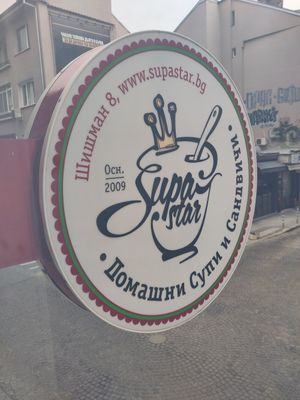 Шишман 8, www.supastar.bg
Осн.
2009
Supa
star
• Домашни Супи и Сандвичи •